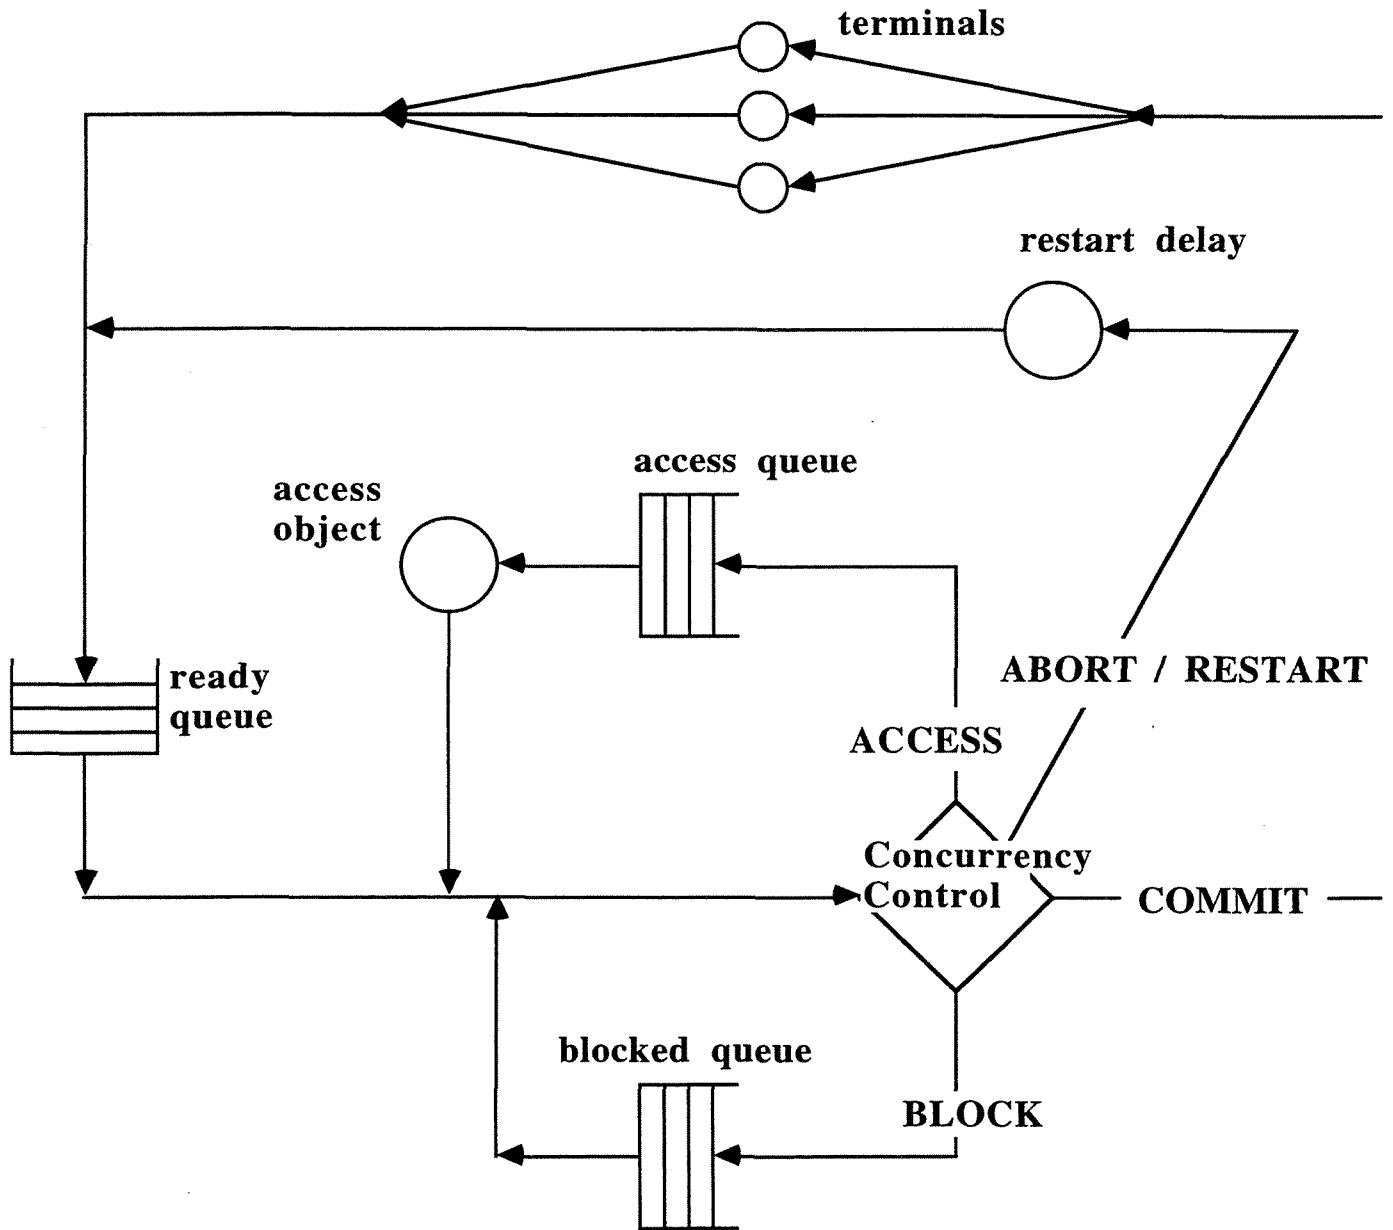 terminals
restart delay
access queue
access
object
ready
queue
ABORT / RESTART
ACCESS
Concurrency
Control
COMMIT
blocked queue
BLOCK